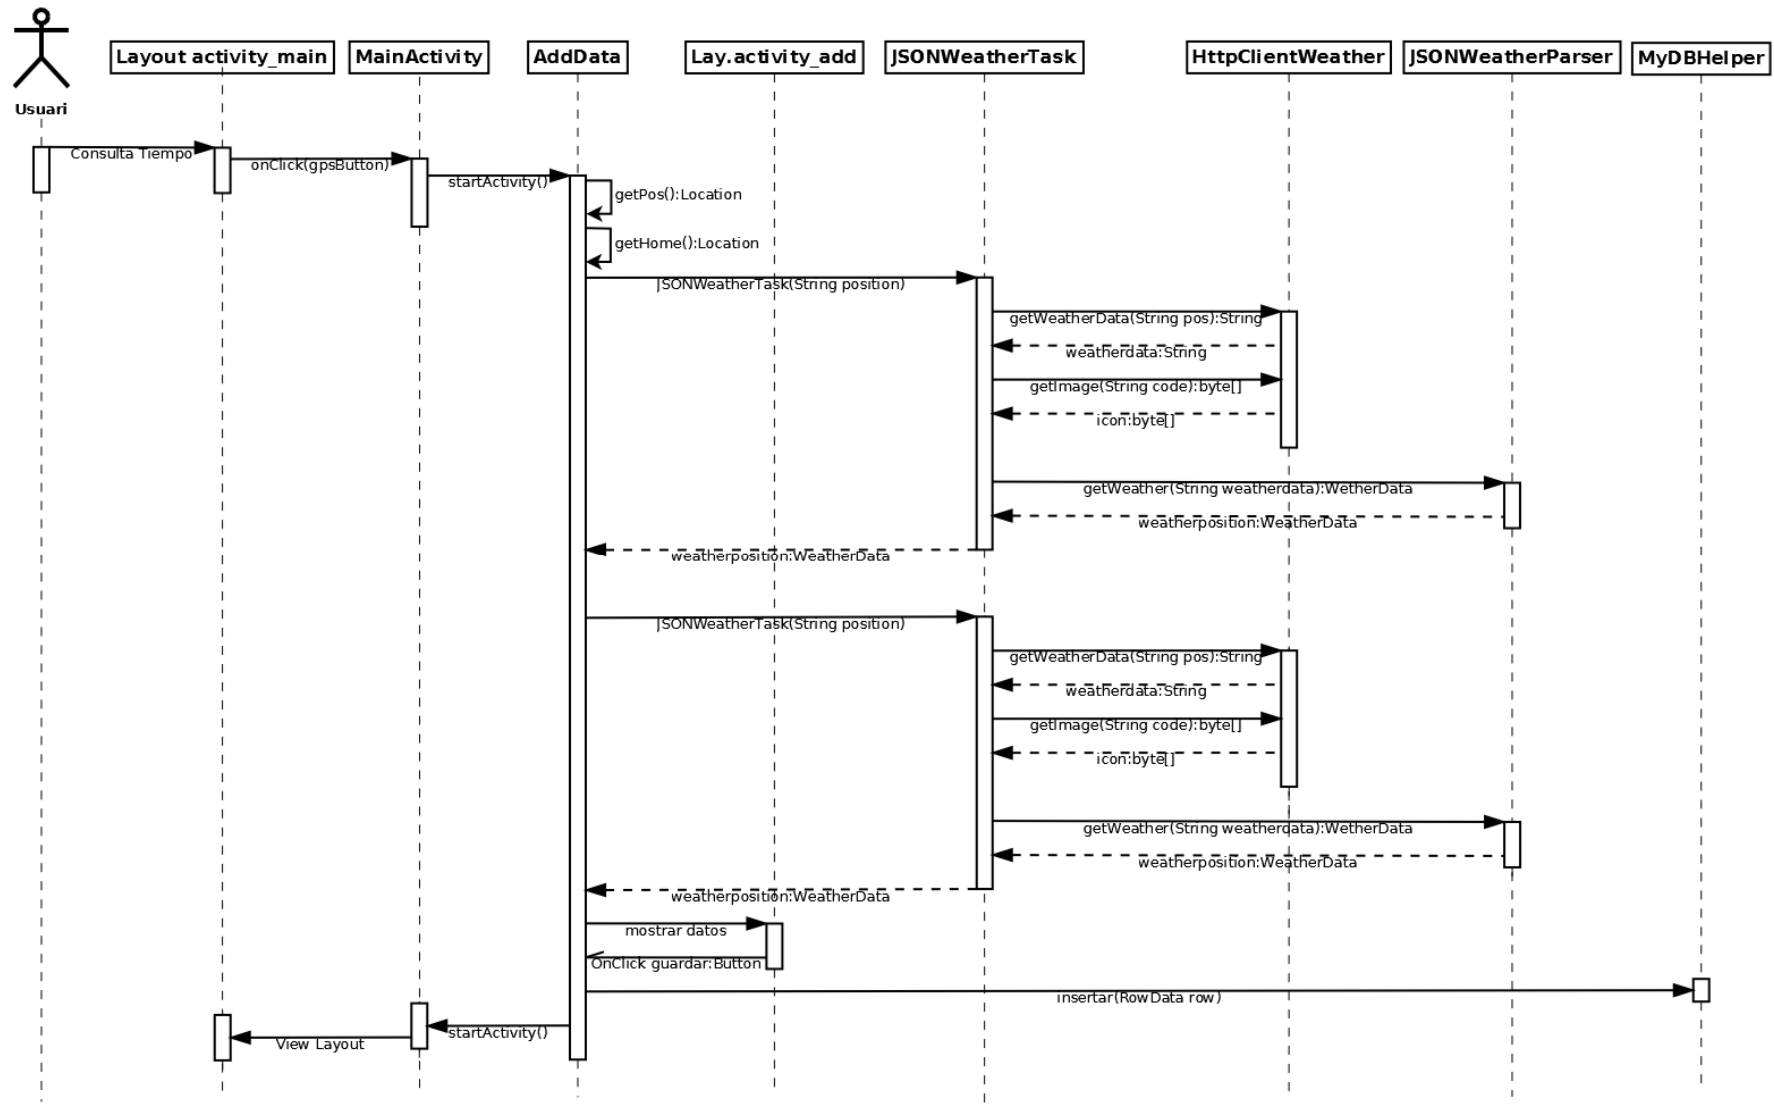 Usuari
Layout activity_main
MainActivity
AddData
Lay.activity_add
JSONWeatherTask
HttpClientWeather
JSONWeatherParser
MyDBHelper
Consulta Tiempo
onClick(gpsButton)
startActivity()
getPos():Location
getHome():Location
JSONWeatherTask(String position)
getWeatherData(String pos):String
weatherdata:String
getImage(String code):byte[]
icon:byte[]
getWeather(String weatherdata):WetherData
weatherposition:WeatherData
weatherposition:WeatherData
JSONWeatherTask(String position)
getWeatherData(String pos):String
weatherdata:String
getImage(String code):byte[]
icon:byte[]
getWeather(String weatherdata):WetherData
weatherposition:WeatherData
weatherposition:WeatherData
mostrar datos
OnClick guardar:Button
insertar(RowData row)
startActivity()
View Layout